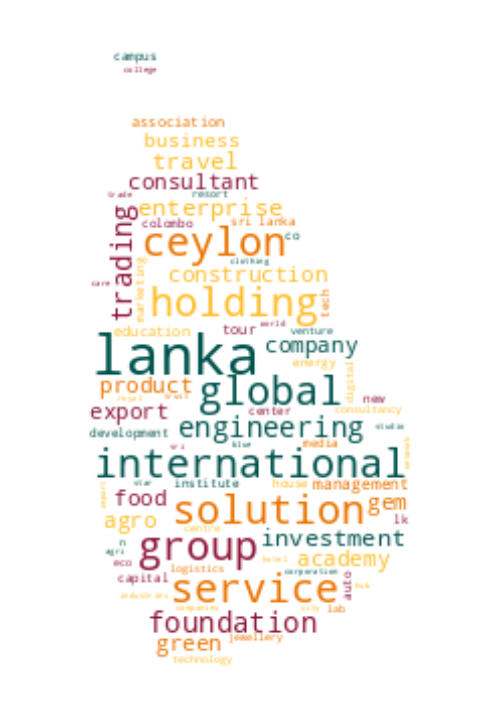 campus
college
association
business
travel
consultant
trade resort
enterprise
trading
colombo sri lanka
ceylon co
clothing
construction
care marketing holding tech
world
education tour venture
lanka company
energy
product global digital
royal new
export center consultancy
development engineering studio
blue media
sri network
international
star institute house management
export food solution gem
agro lk
centre
n group investment
agri
eco hotel academy
logistics
capital corporation
service auto hub
industries
companies city lab
foundation
green jewellery
technology